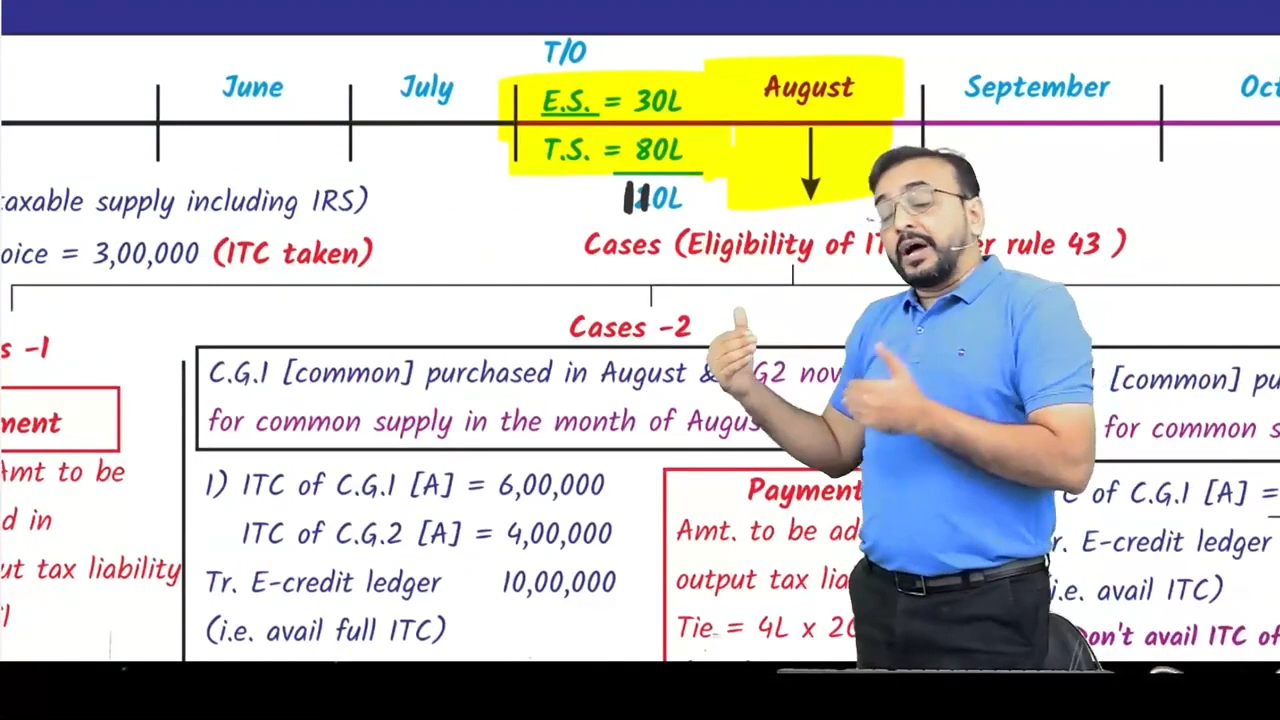 T/O
June
July
E.S. = 30L
August
September
Oct
T.S. = 80L
110L
taxable supply including IRS)
oice = 3,00,000 (ITC taken)
Cases (Eligibility of rule 43 )
s -1
Cases -2
C.G.1 [common] purchased in August & G2 nov
for common supply in the month of Augus
[common] pu
for common s
ment
Amt to be
d in
ut tax liability
1) ITC of C.G.1 [A] = 6,00,000
ITC of C.G.2 [A] = 4,00,000
Tr. E-credit ledger 10,00,000
(i.e. avail full ITC)
Payment
Amt. to be ad
output tax lia
Tie = 4L x 20
of C.G.1 [A] =
r. E-credit ledger
i.e. avail ITC)
on't avail ITC of